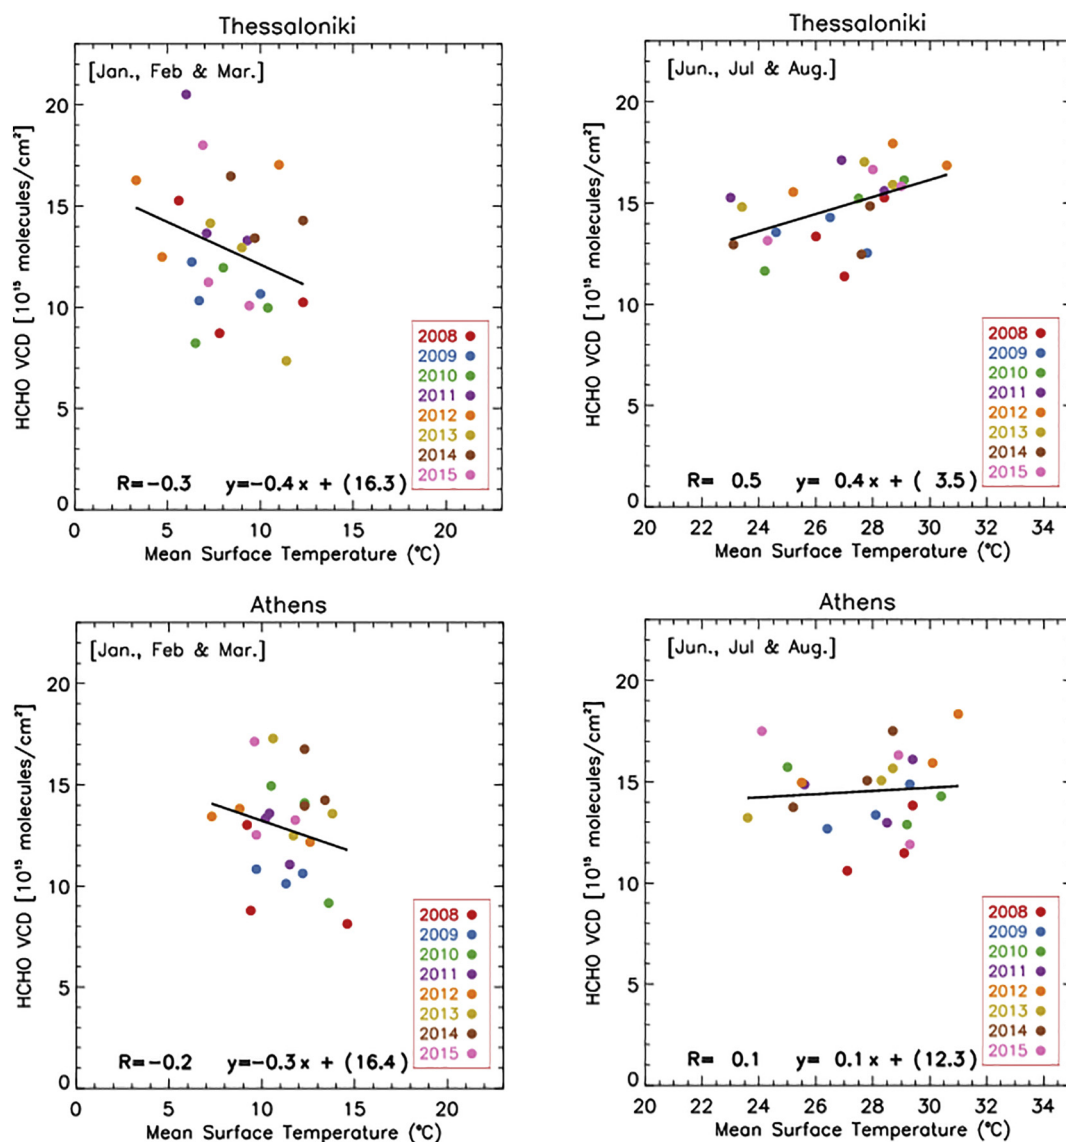 Thessaloniki
[Jan., Feb & Mar.]
HCHO VCD [10¹⁵ molecules/cm²]
20
15
10
5
0
2008
2009
2010
2011
2012
2013
2014
2015
R=-0.3 y=-0.4x + (16.3)
0 5 10 15 20
Mean Surface Temperature (°C)
Thessaloniki
[Jun., Jul & Aug.]
HCHO VCD [10¹⁵ molecules/cm²]
20
15
10
5
0
2008
2009
2010
2011
2012
2013
2014
2015
R= 0.5 y= 0.4x + ( 3.5)
20 22 24 26 28 30 32 34
Mean Surface Temperature (°C)
Athens
[Jan., Feb & Mar.]
HCHO VCD [10¹⁵ molecules/cm²]
20
15
10
5
0
2008
2009
2010
2011
2012
2013
2014
2015
R=-0.2 y=-0.3x + (16.4)
0 5 10 15 20
Mean Surface Temperature (°C)
Athens
[Jun., Jul & Aug.]
HCHO VCD [10¹⁵ molecules/cm²]
20
15
10
5
0
2008
2009
2010
2011
2012
2013
2014
2015
R= 0.1 y= 0.1x + (12.3)
20 22 24 26 28 30 32 34
Mean Surface Temperature (°C)